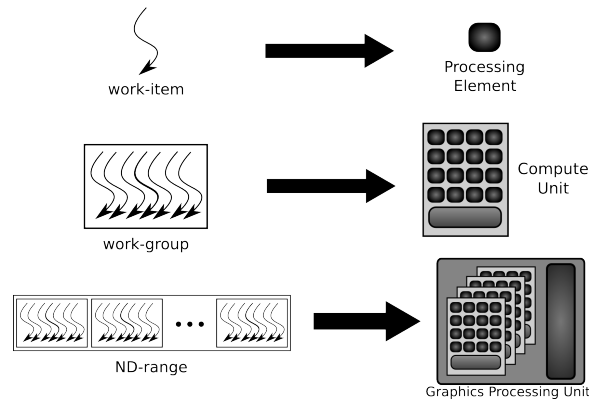 work-item
Processing
Element
work-group
Compute
Unit
ND-range
Graphics Processing Unit